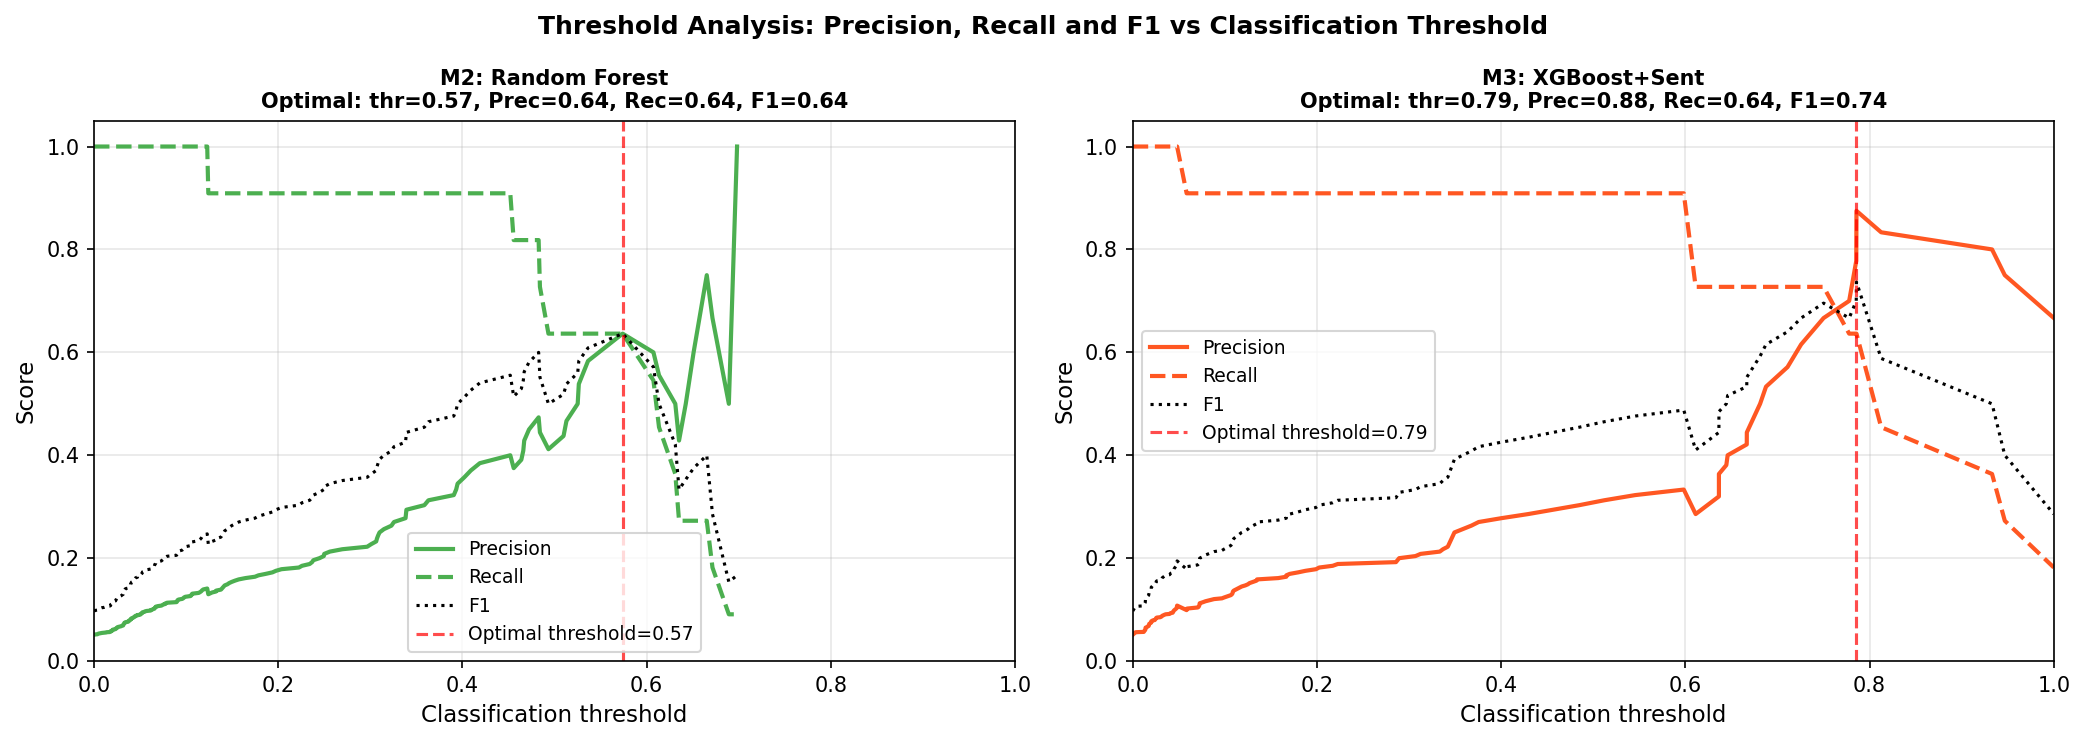 Threshold Analysis: Precision, Recall and F1 vs Classification Threshold
M2: Random Forest
Optimal: thr=0.57, Prec=0.64, Rec=0.64, F1=0.64
1.0
0.8
0.6
0.4
0.2
0.0
Score
Precision
Recall
F1
Optimal threshold=0.57
0.0 0.2 0.4 0.6 0.8 1.0
Classification threshold
M3: XGBoost+Sent
Optimal: thr=0.79, Prec=0.88, Rec=0.64, F1=0.74
1.0
0.8
0.6
0.4
0.2
0.0
Score
Precision
Recall
F1
Optimal threshold=0.79
0.0 0.2 0.4 0.6 0.8 1.0
Classification threshold